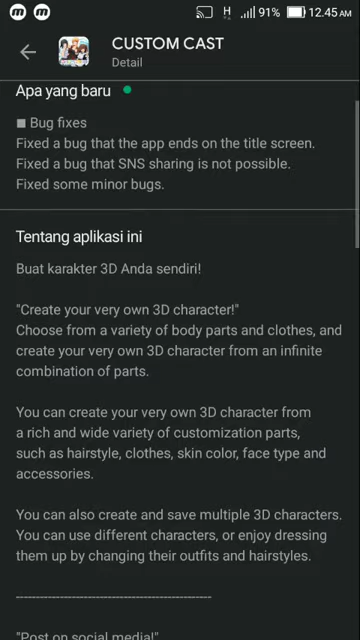 H 91% 12.45 AM
CUSTOM CAST
Detail
Apa yang baru
■ Bug fixes
Fixed a bug that the app ends on the title screen.
Fixed a bug that SNS sharing is not possible.
Fixed some minor bugs.
Tentang aplikasi ini
Buat karakter 3D Anda sendiri!
"Create your very own 3D character!"
Choose from a variety of body parts and clothes, and
create your very own 3D character from an infinite
combination of parts.
You can create your very own 3D character from
a rich and wide variety of customization parts,
such as hairstyle, clothes, skin color, face type and
accessories.
You can also create and save multiple 3D characters.
You can use different characters, or enjoy dressing
them up by changing their outfits and hairstyles.
------------------------------------------------
"Post on social media!"